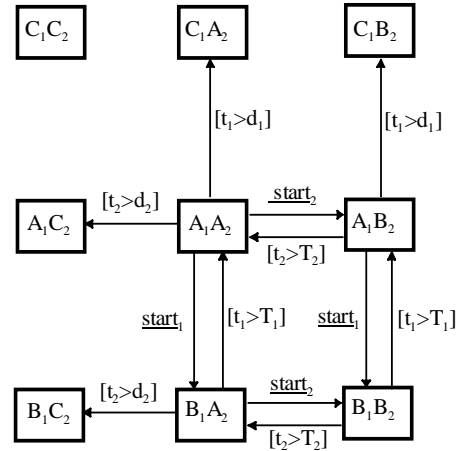 C₁C₂ C₁A₂ C₁B₂
[t₁>d₁] [t₁>d₁]
[t₂>d₂] start₂
A₁C₂ A₁A₂ A₁B₂
[t₂>T₂]
start₁ [t₁>T₁] start₁ [t₁>T₁]
[t₂>d₂] start₂
B₁C₂ B₁A₂ B₁B₂
[t₂>T₂]